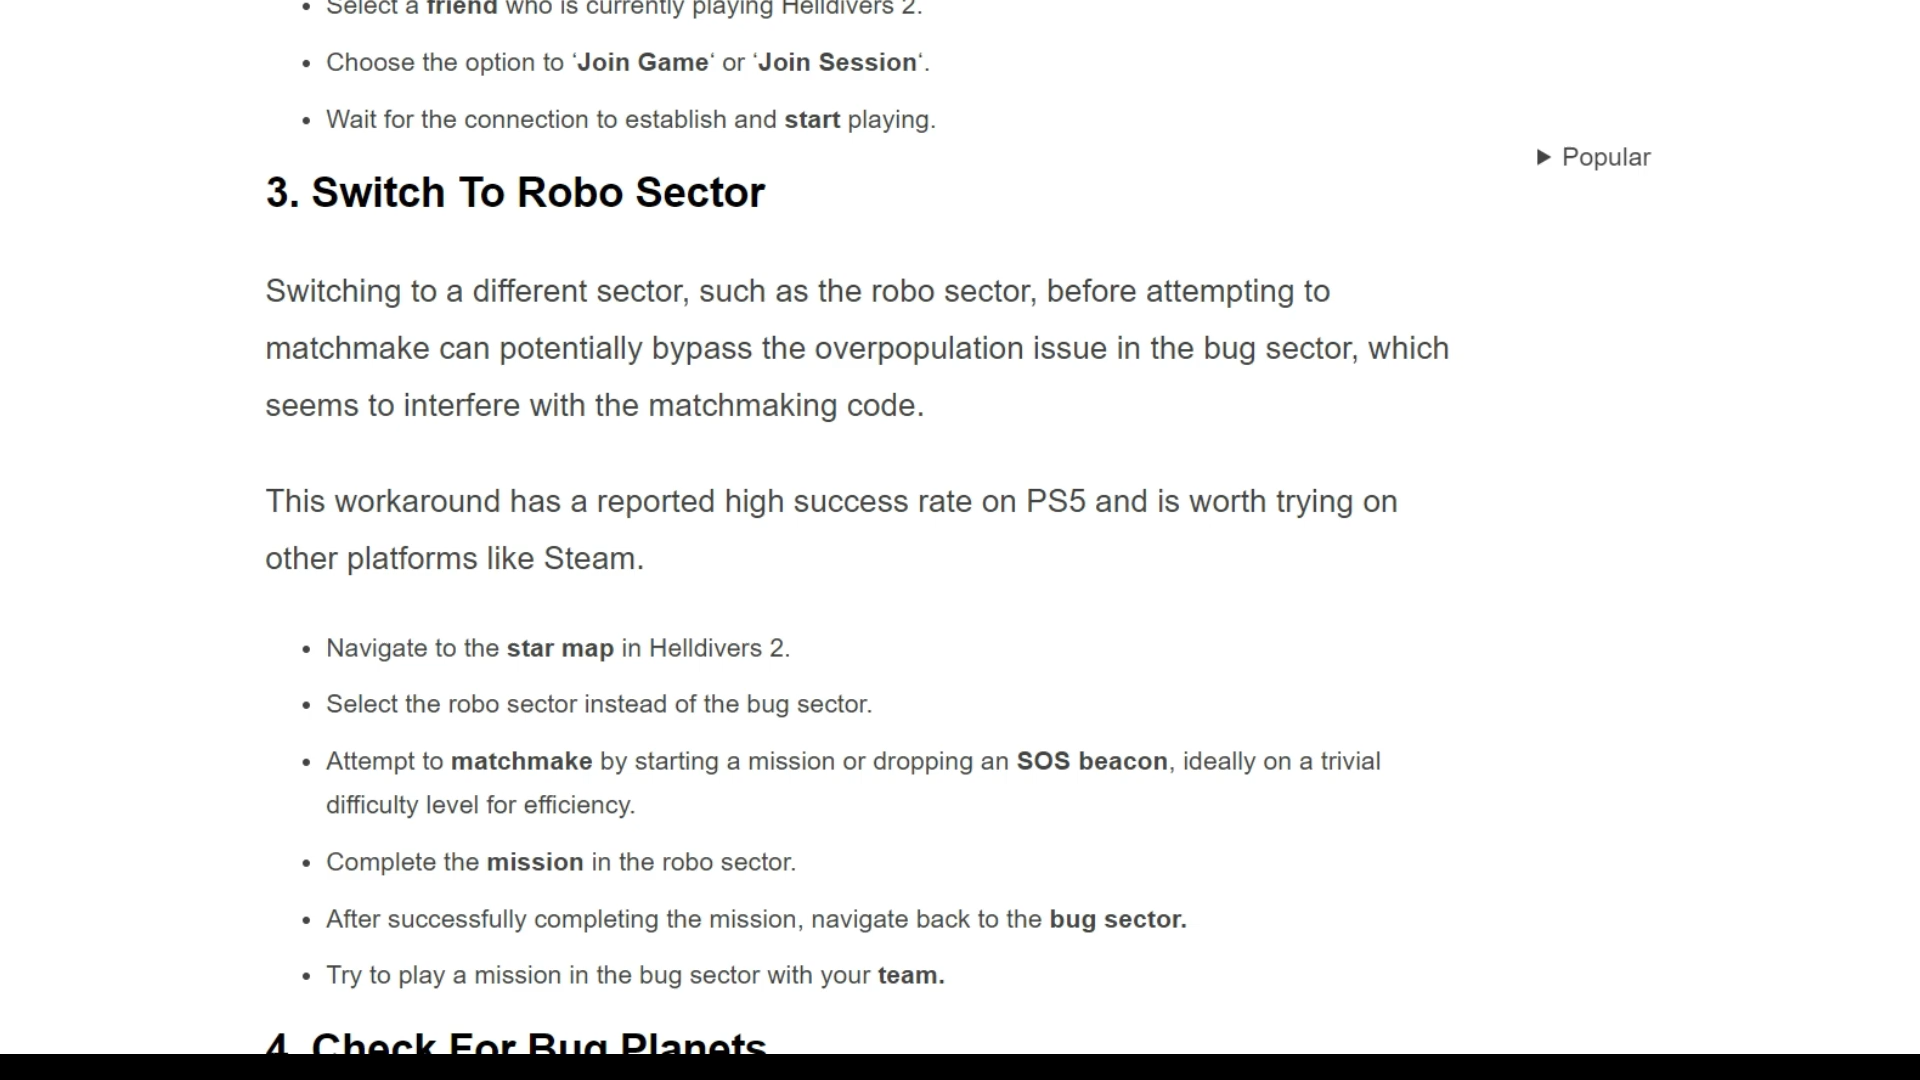 • Select a friend who is currently playing Helldivers 2.
• Choose the option to ‘Join Game‘ or ‘Join Session‘.
• Wait for the connection to establish and start playing.
▶ Popular
3. Switch To Robo Sector
Switching to a different sector, such as the robo sector, before attempting to
matchmake can potentially bypass the overpopulation issue in the bug sector, which
seems to interfere with the matchmaking code.
This workaround has a reported high success rate on PS5 and is worth trying on
other platforms like Steam.
• Navigate to the star map in Helldivers 2.
• Select the robo sector instead of the bug sector.
• Attempt to matchmake by starting a mission or dropping an SOS beacon, ideally on a trivial
difficulty level for efficiency.
• Complete the mission in the robo sector.
• After successfully completing the mission, navigate back to the bug sector.
• Try to play a mission in the bug sector with your team.
4. Check For Bug Planets